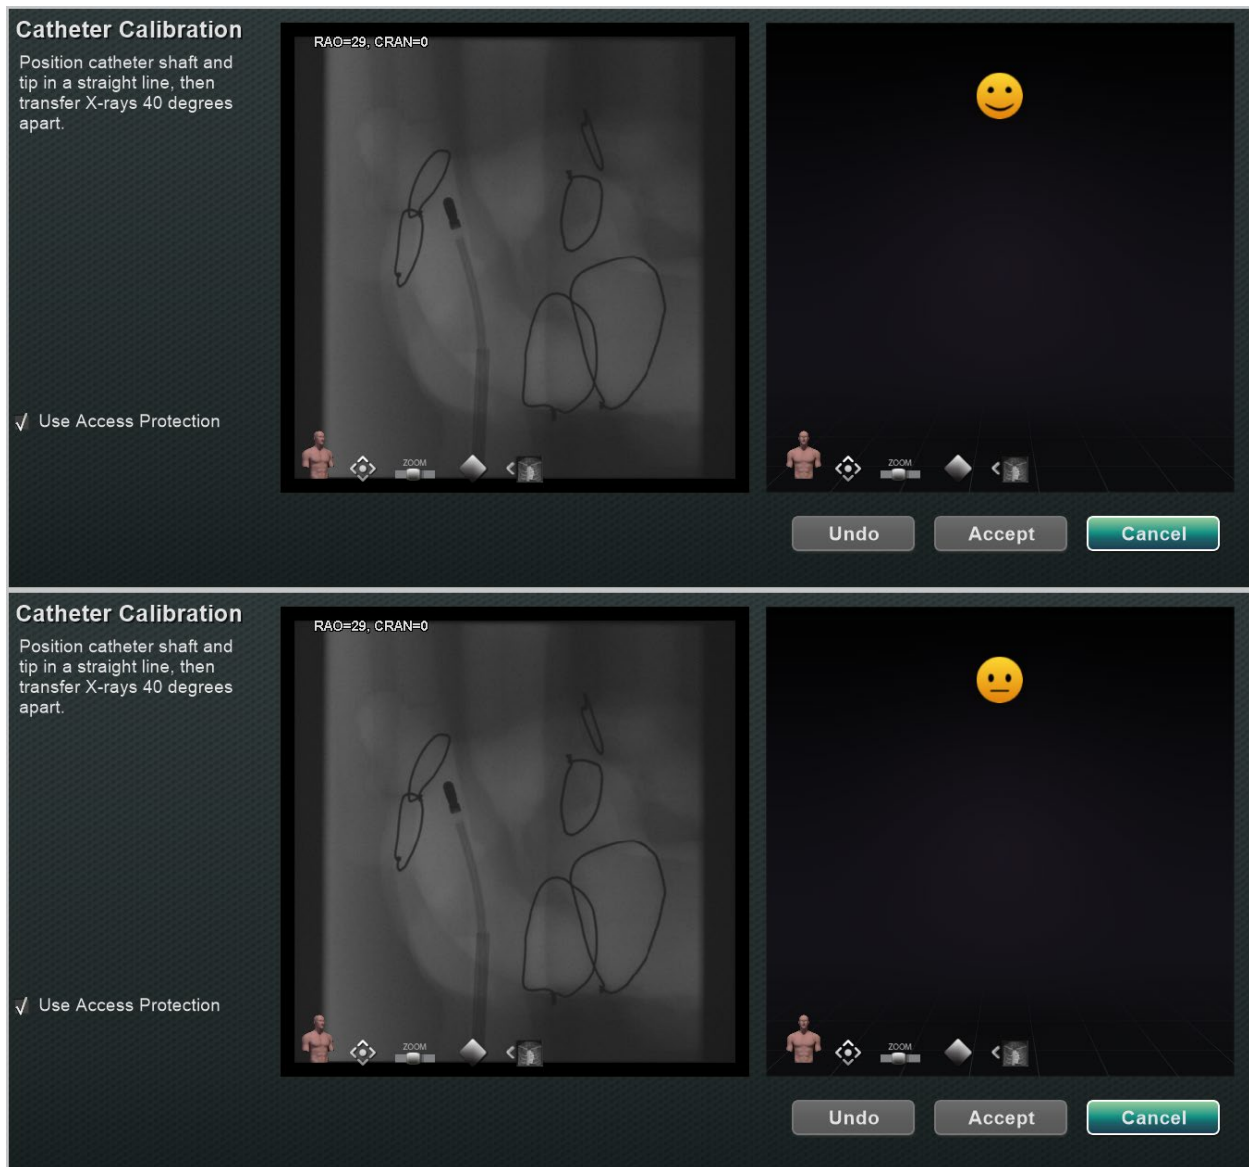 Catheter Calibration
Position catheter shaft and
tip in a straight line, then
transfer X-rays 40 degrees
apart.
Use Access Protection
RAO=29, CRAN=0
ZOOM
ZOOM
Undo
Accept
Cancel
Catheter Calibration
Position catheter shaft and
tip in a straight line, then
transfer X-rays 40 degrees
apart.
Use Access Protection
RAO=29, CRAN=0
ZOOM
ZOOM
Undo
Accept
Cancel